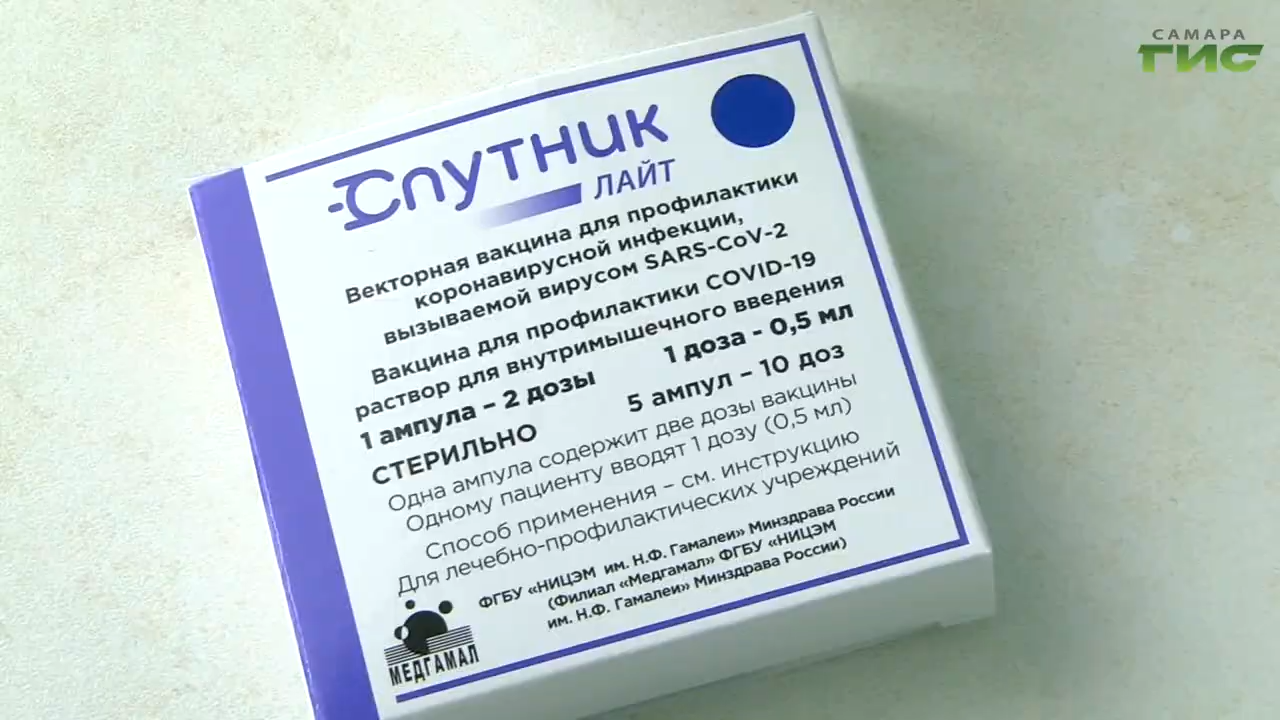 САМАРА
ГИС
Спутник
ЛАЙТ
Векторная вакцина для профилактики
коронавирусной инфекции,
вызываемой вирусом SARS-CoV-2
Вакцина для профилактики COVID-19
раствор для внутримышечного введения
1 ампула – 2 дозы 1 доза - 0,5 мл
СТЕРИЛЬНО 5 ампул – 10 доз
Одна ампула содержит две дозы вакцины
Одному пациенту вводят 1 дозу (0,5 мл)
Способ применения – см. инструкцию
Для лечебно-профилактических учреждений
ФГБУ «НИЦЭМ им. Н.Ф. Гамалеи» Минздрава России
(Филиал «Медгамал» ФГБУ «НИЦЭМ
им. Н.Ф. Гамалеи» Минздрава России)
МЕДГАМАЛ